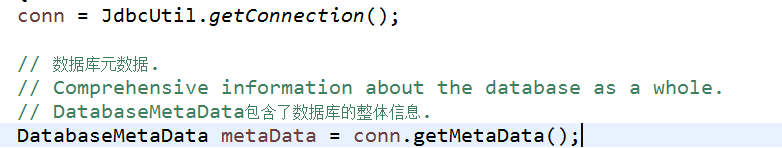 conn = JdbcUtil.getConnection();
// 数据库元数据.
// Comprehensive information about the database as a whole.
// DatabaseMetaData包含了数据库的整体信息.
DatabaseMetaData metaData = conn.getMetaData();